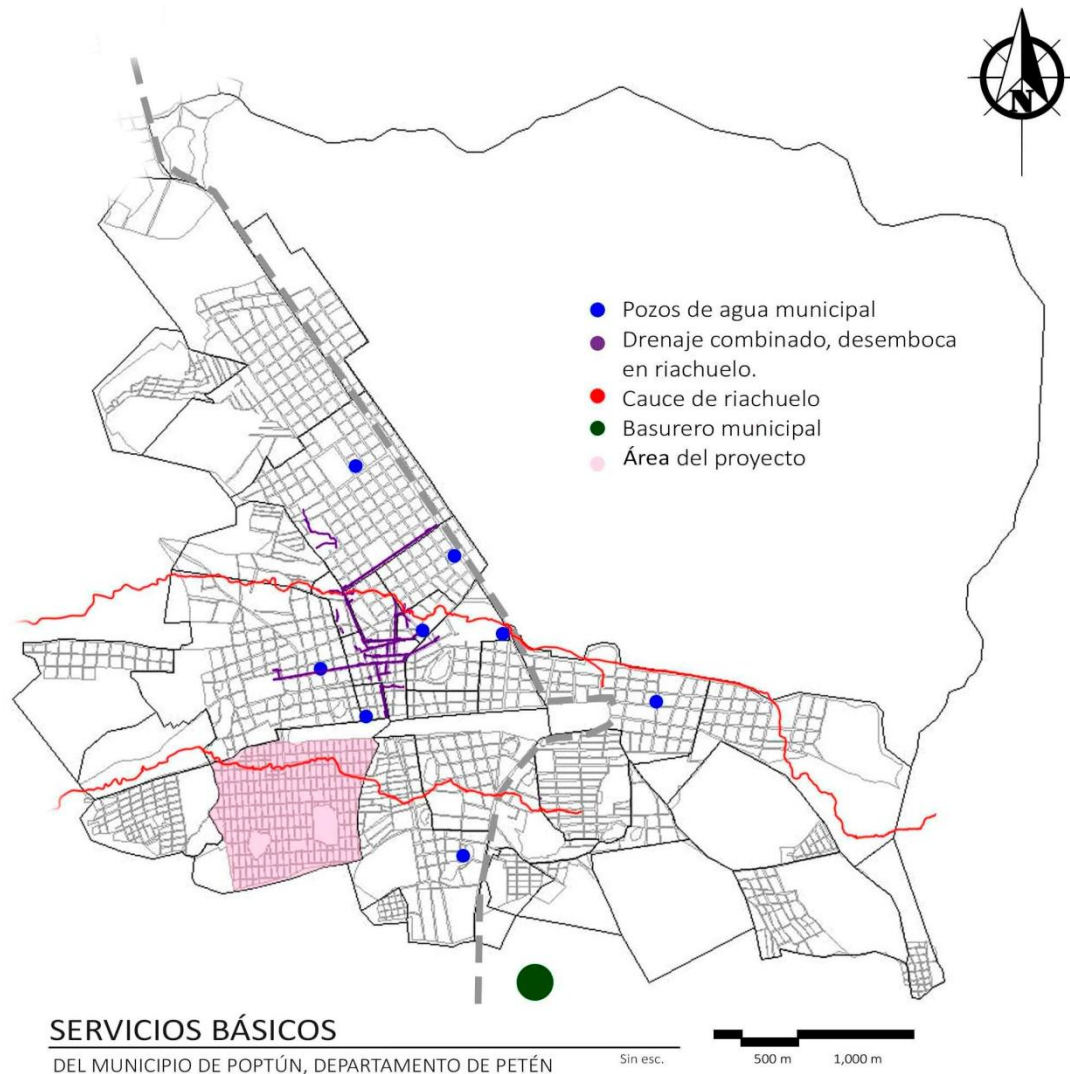 N
Pozos de agua municipal
Drenaje combinado, desemboca
en riachuelo.
Cauce de riachuelo
Basurero municipal
Área del proyecto
SERVICIOS BÁSICOS
DEL MUNICIPIO DE POPTÚN, DEPARTAMENTO DE PETÉN
Sin esc.
500 m
1,000 m